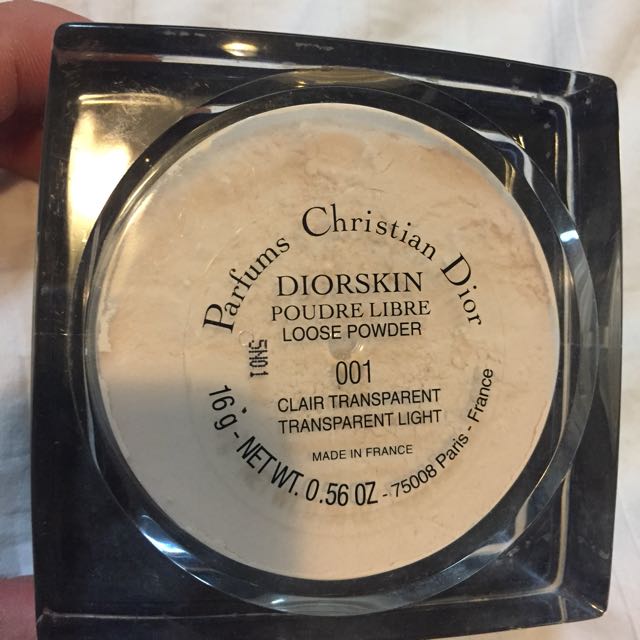 Parfums Christian Dior
DIORSKIN
POUDRE LIBRE
LOOSE POWDER
5N01
001
CLAIR TRANSPARENT
TRANSPARENT LIGHT
MADE IN FRANCE
16 g - NET WT. 0.56 OZ - 75008 Paris - France